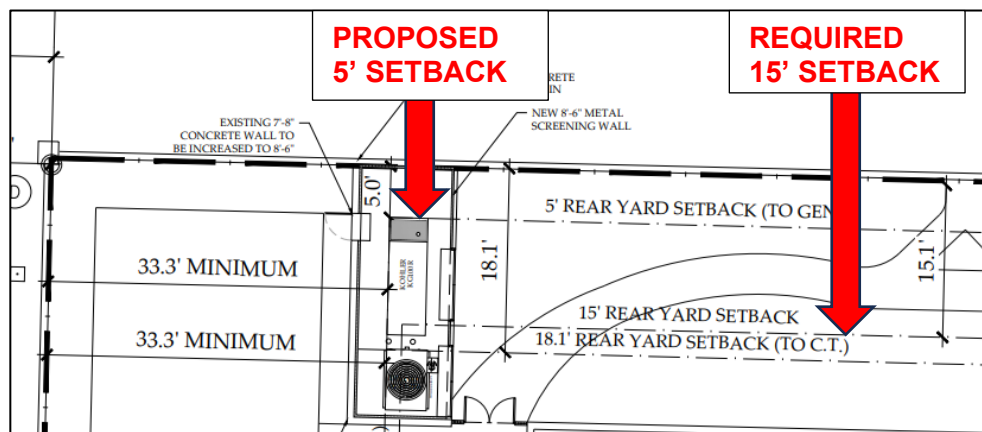 PROPOSED
5’ SETBACK
REQUIRED
15’ SETBACK
EXISTING 7'-8"
CONCRETE WALL TO
BE INCREASED TO 8'-6"
NEW 8'-6" METAL
SCREENING WALL
5.0'
5' REAR YARD SETBACK (TO GEN
18.1'
15.1'
33.3' MINIMUM
KOHLER
15' REAR YARD SETBACK
33.3' MINIMUM
18.1' REAR YARD SETBACK (TO C.T.)